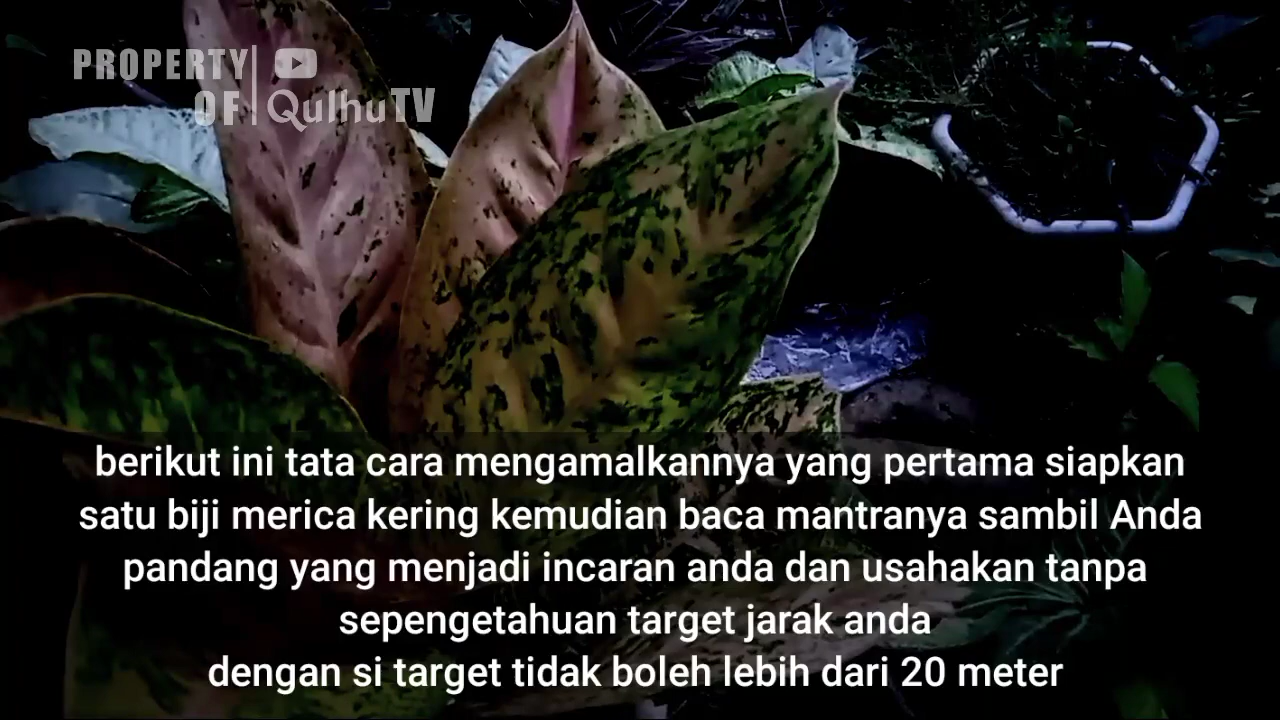 PROPERTY
OF QulhuTV
berikut ini tata cara mengamalkannya yang pertama siapkan
satu biji merica kering kemudian baca mantranya sambil Anda
pandang yang menjadi incaran anda dan usahakan tanpa
sepengetahuan target jarak anda
dengan si target tidak boleh lebih dari 20 meter